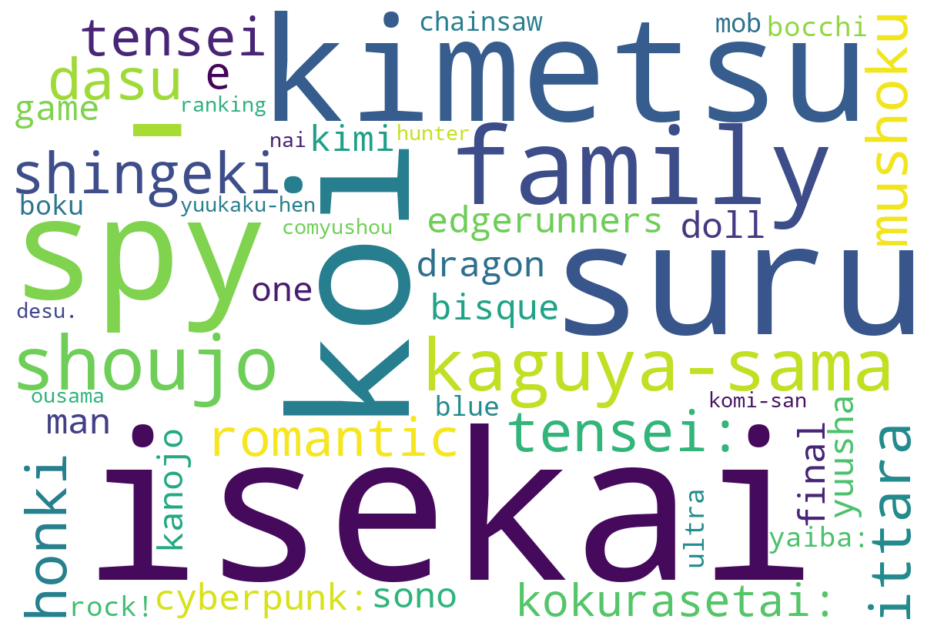 tensei
e
kimetsu
chainsaw
mob
bocchi
mushoku
dasu
_
game
ranking
nai
kimi
hunter
shingeki
koi
family
boku
yuukaku-hen
comyushou
edgerunners
doll
spy
one
dragon
suru
bisque
desu.
shoujo
kaguya-sama
ousama
man
blue
komi-san
romantic
tensei:
yuusha
final
honki
kanojo
isekai
ultra
ittara
yaiba:
rock!
cyberpunk:
sono
kokurasetai: